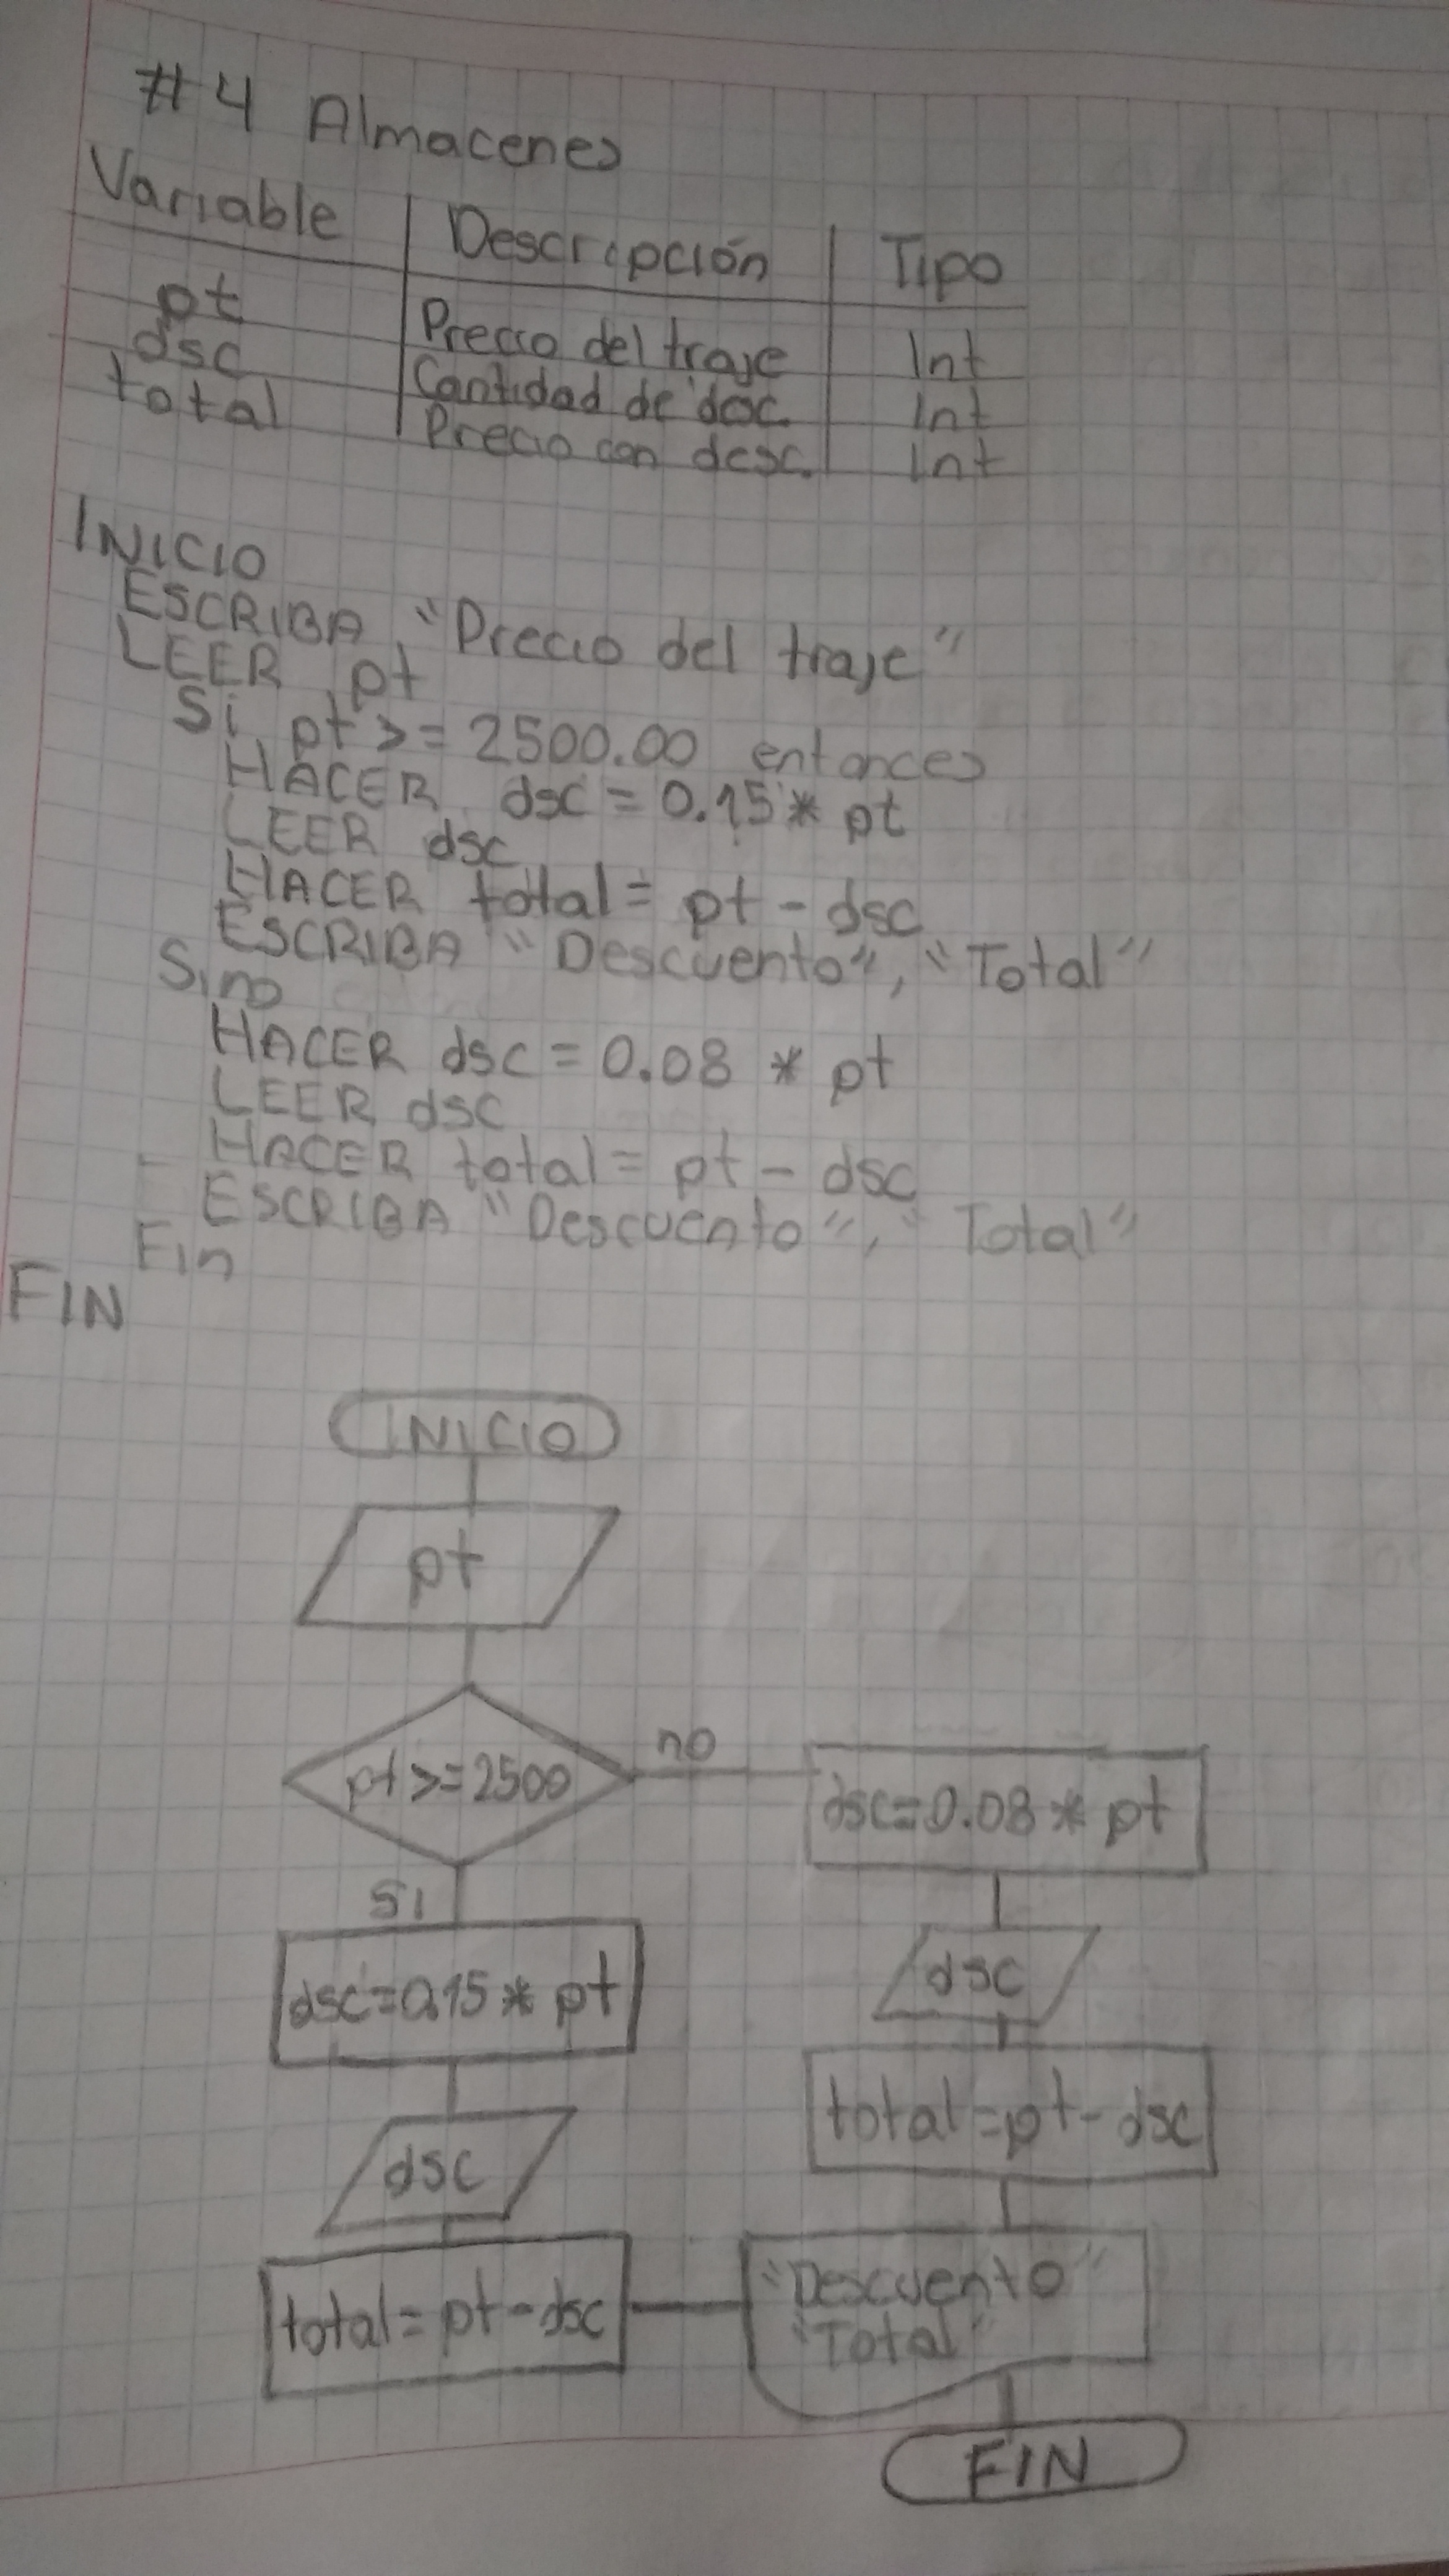 #4 Almacenes
Variable Descripción Tipo
pt Precio del traje Int
dsc Cantidad de desc. Int
total Precio con desc. Int
INICIO
ESCRIBA "Precio del traje"
LEER pt
Si pt >= 2500.00 entonces
HACER dsc = 0.15 * pt
LEER dsc
HACER total = pt - dsc
ESCRIBA "Descuento", "Total"
Sino
HACER dsc = 0.08 * pt
LEER dsc
HACER total = pt - dsc
ESCRIBA "Descuento", "Total"
Fin
FIN
INICIO
pt
pt >= 2500
no
dsc = 0.08 * pt
Si
dsc = 0.15 * pt
dsc
total = pt - dsc
dsc
total = pt - dsc
"Descuento"
"Total"
FIN